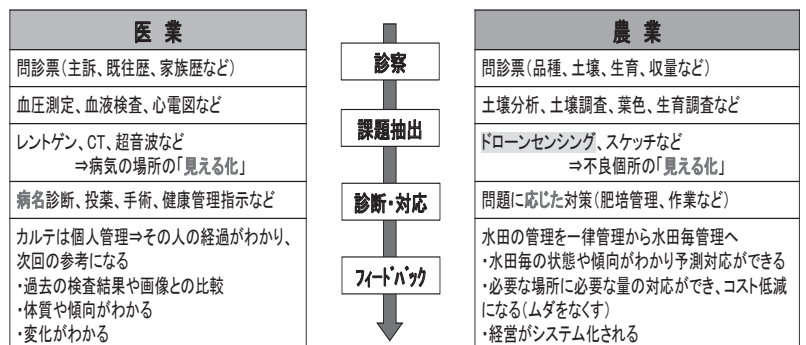 医 業
問診票(主訴、既往歴、家族歴など)
血圧測定、血液検査、心電図など
レントゲン、CT、超音波など
⇒病気の場所の「見える化」
病名診断、投薬、手術、健康管理指示など
カルテは個人管理⇒その人の経過がわかり、
次回の参考になる
・過去の検査結果や画像との比較
・体質や傾向がわかる
・変化がわかる
診察
課題抽出
診断・対応
フィードバック
農 業
問診票(品種、土壌、生育、収量など)
土壌分析、土壌調査、葉色、生育調査など
ドローンセンシング、スケッチなど
⇒不良個所の「見える化」
問題に応じた対策(肥培管理、作業など)
水田の管理を一律管理から水田毎管理へ
・水田毎の状態や傾向がわかり予測対応ができる
・必要な場所に必要な量の対応ができ、コスト低減
になる(ムダをなくす)
・経営がシステム化される